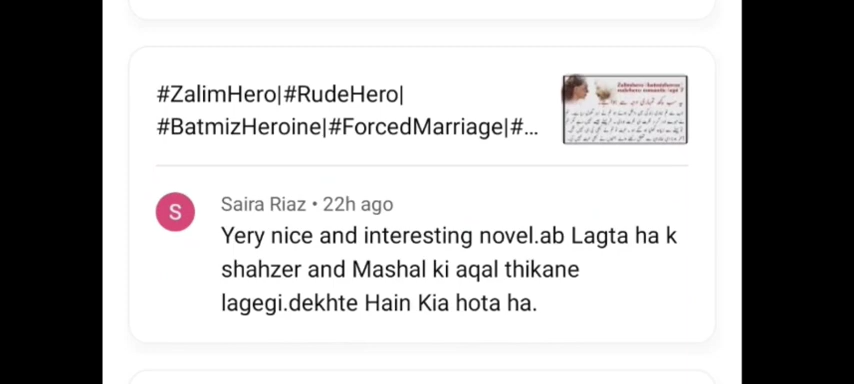 #ZalimHero|#RudeHero|
#BatmizHeroine|#ForcedMarriage|#...
S
Saira Riaz • 22h ago
Yery nice and interesting novel.ab Lagta ha k
shahzer and Mashal ki aqal thikane
lagegi.dekhte Hain Kia hota ha.